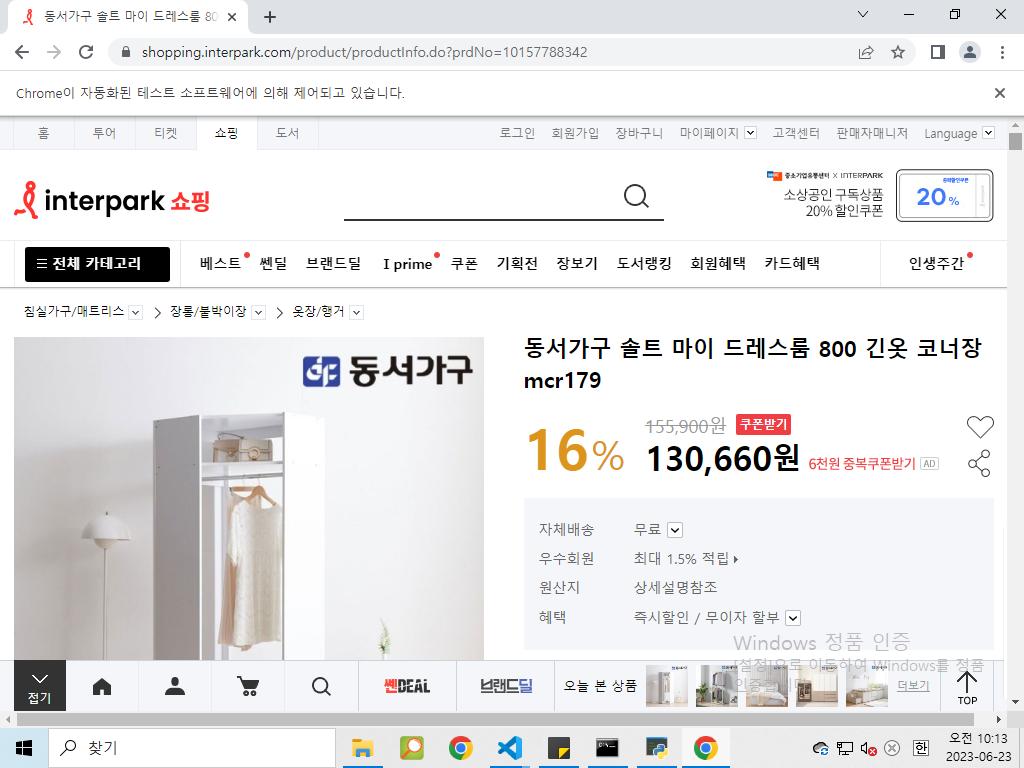 동서가구 솔트 마이 드레스룸 80
shopping.interpark.com/product/productInfo.do?prdNo=10157788342
Chrome이 자동화된 테스트 소프트웨어에 의해 제어되고 있습니다.
홈 투어 티켓 쇼핑 도서 로그인 회원가입 장바구니 마이페이지 고객센터 판매자매니저 Language
interpark 쇼핑
중소기업유통센터 X INTERPARK
소상공인 구독상품
20% 할인쿠폰
20%
전체 카테고리 베스트 쎈딜 브랜드딜 I prime 쿠폰 기획전 장보기 도서랭킹 회원혜택 카드혜택 인생주간
침실가구/매트리스 장롱/붙박이장 옷장/행거
동서가구
동서가구 솔트 마이 드레스룸 800 긴옷 코너장
mcr179
16%
155,900원 쿠폰받기
130,660원 6천원 중복쿠폰받기 AD
자체배송 무료
우수회원 최대 1.5% 적립
원산지 상세설명참조
혜택 즉시할인 / 무이자 할부
Windows 정품 인증
[설정]으로 이동하여 Windows를 정품
인증합니다.
접기
쎈DEAL
브랜드딜
오늘 본 상품
더보기
TOP
찾기
한
오전 10:13
2023-06-23